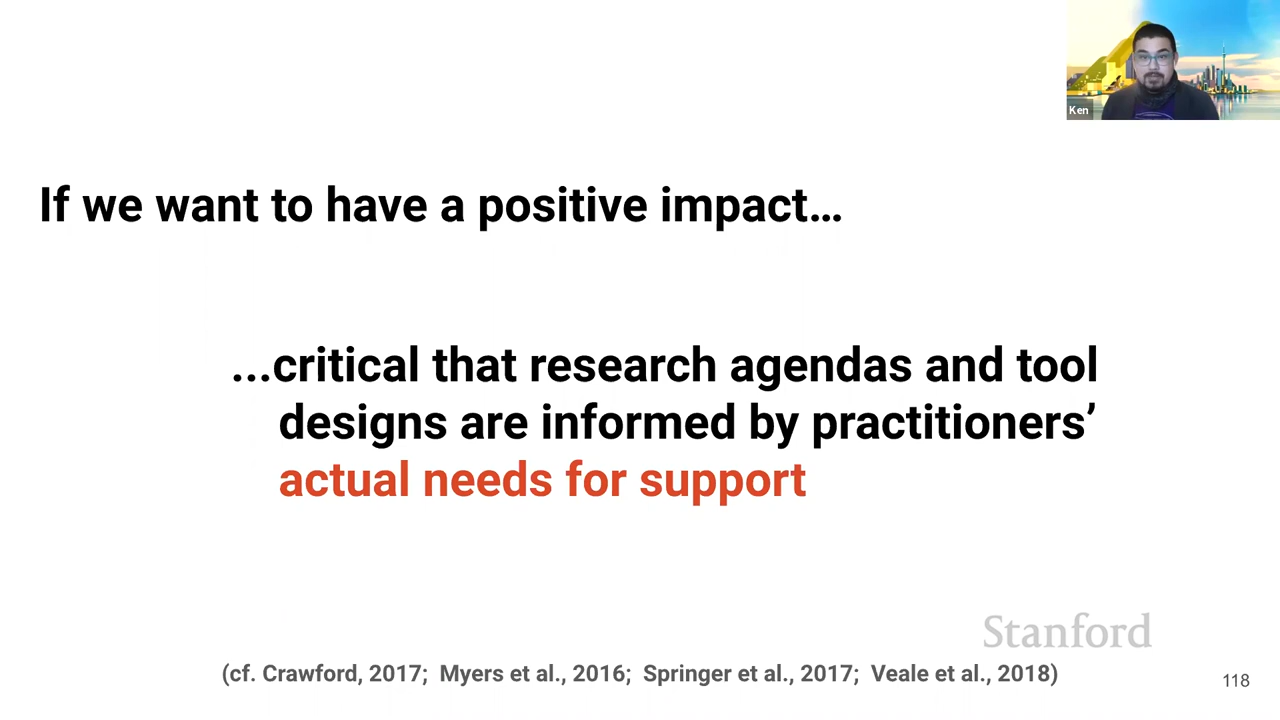 Ken
If we want to have a positive impact…
...critical that research agendas and tool
designs are informed by practitioners’
actual needs for support
Stanford
(cf. Crawford, 2017; Myers et al., 2016; Springer et al., 2017; Veale et al., 2018)
118